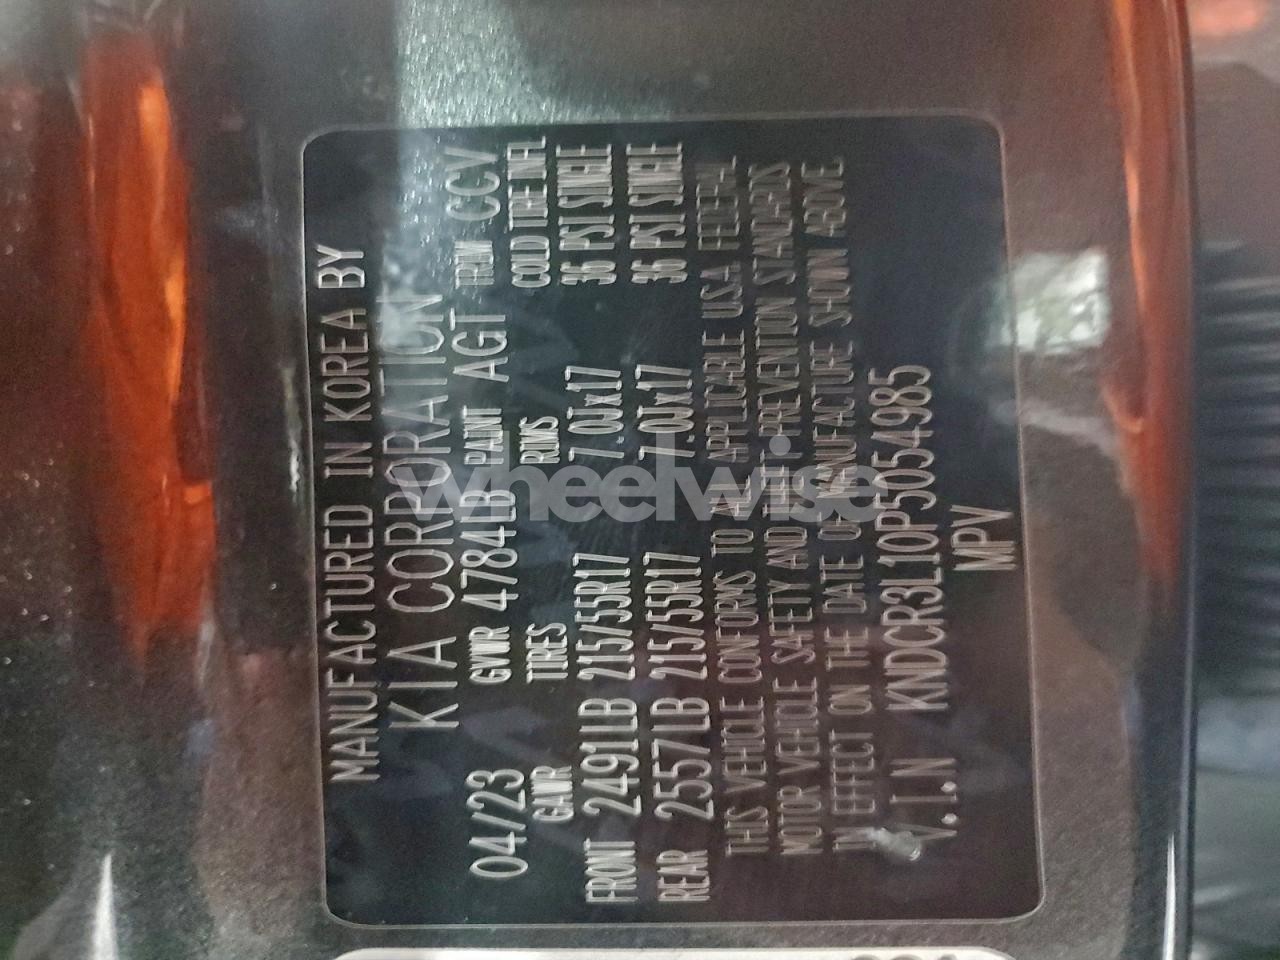 MANUFACTURED IN KOREA BY
KIA CORPORATION
04/23 GVWR 4784LB PAINT AGT TRIM CCV
GAWR TIRES RIMS COLD TIRE INFL
FRONT 2491LB 215/55R17 7.0Jx17 36 PSI SINGLE
REAR 2557LB 215/55R17 7.0Jx17 36 PSI SINGLE
THIS VEHICLE CONFORMS TO ALL APPLICABLE U.S.A FEDERAL
MOTOR VEHICLE SAFETY AND THEFT PREVENTION STANDARDS
IN EFFECT ON THE DATE OF MANUFACTURE SHOWN ABOVE.
V.I.N KNDCR3L10P5054985
MPV
wheelwise